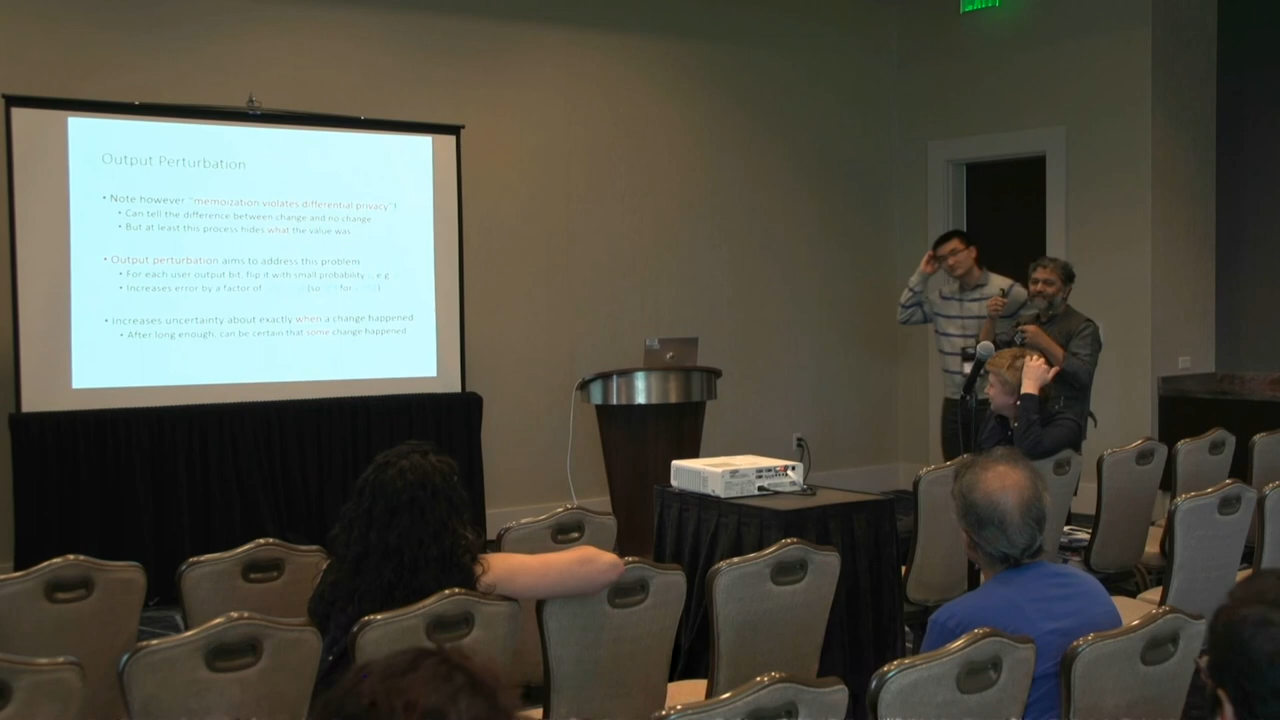 EXIT
Output Perturbation
• Note however "memoization violates differential privacy"!
• Can tell the difference between change and no change
• But at least this process hides what the value was
• Output perturbation aims to address this problem
• For each user output bit, flip it with small probability e.g.
• Increases error by a factor of (so for )
• Increases uncertainty about exactly when a change happened
• After long enough, can be certain that some change happened